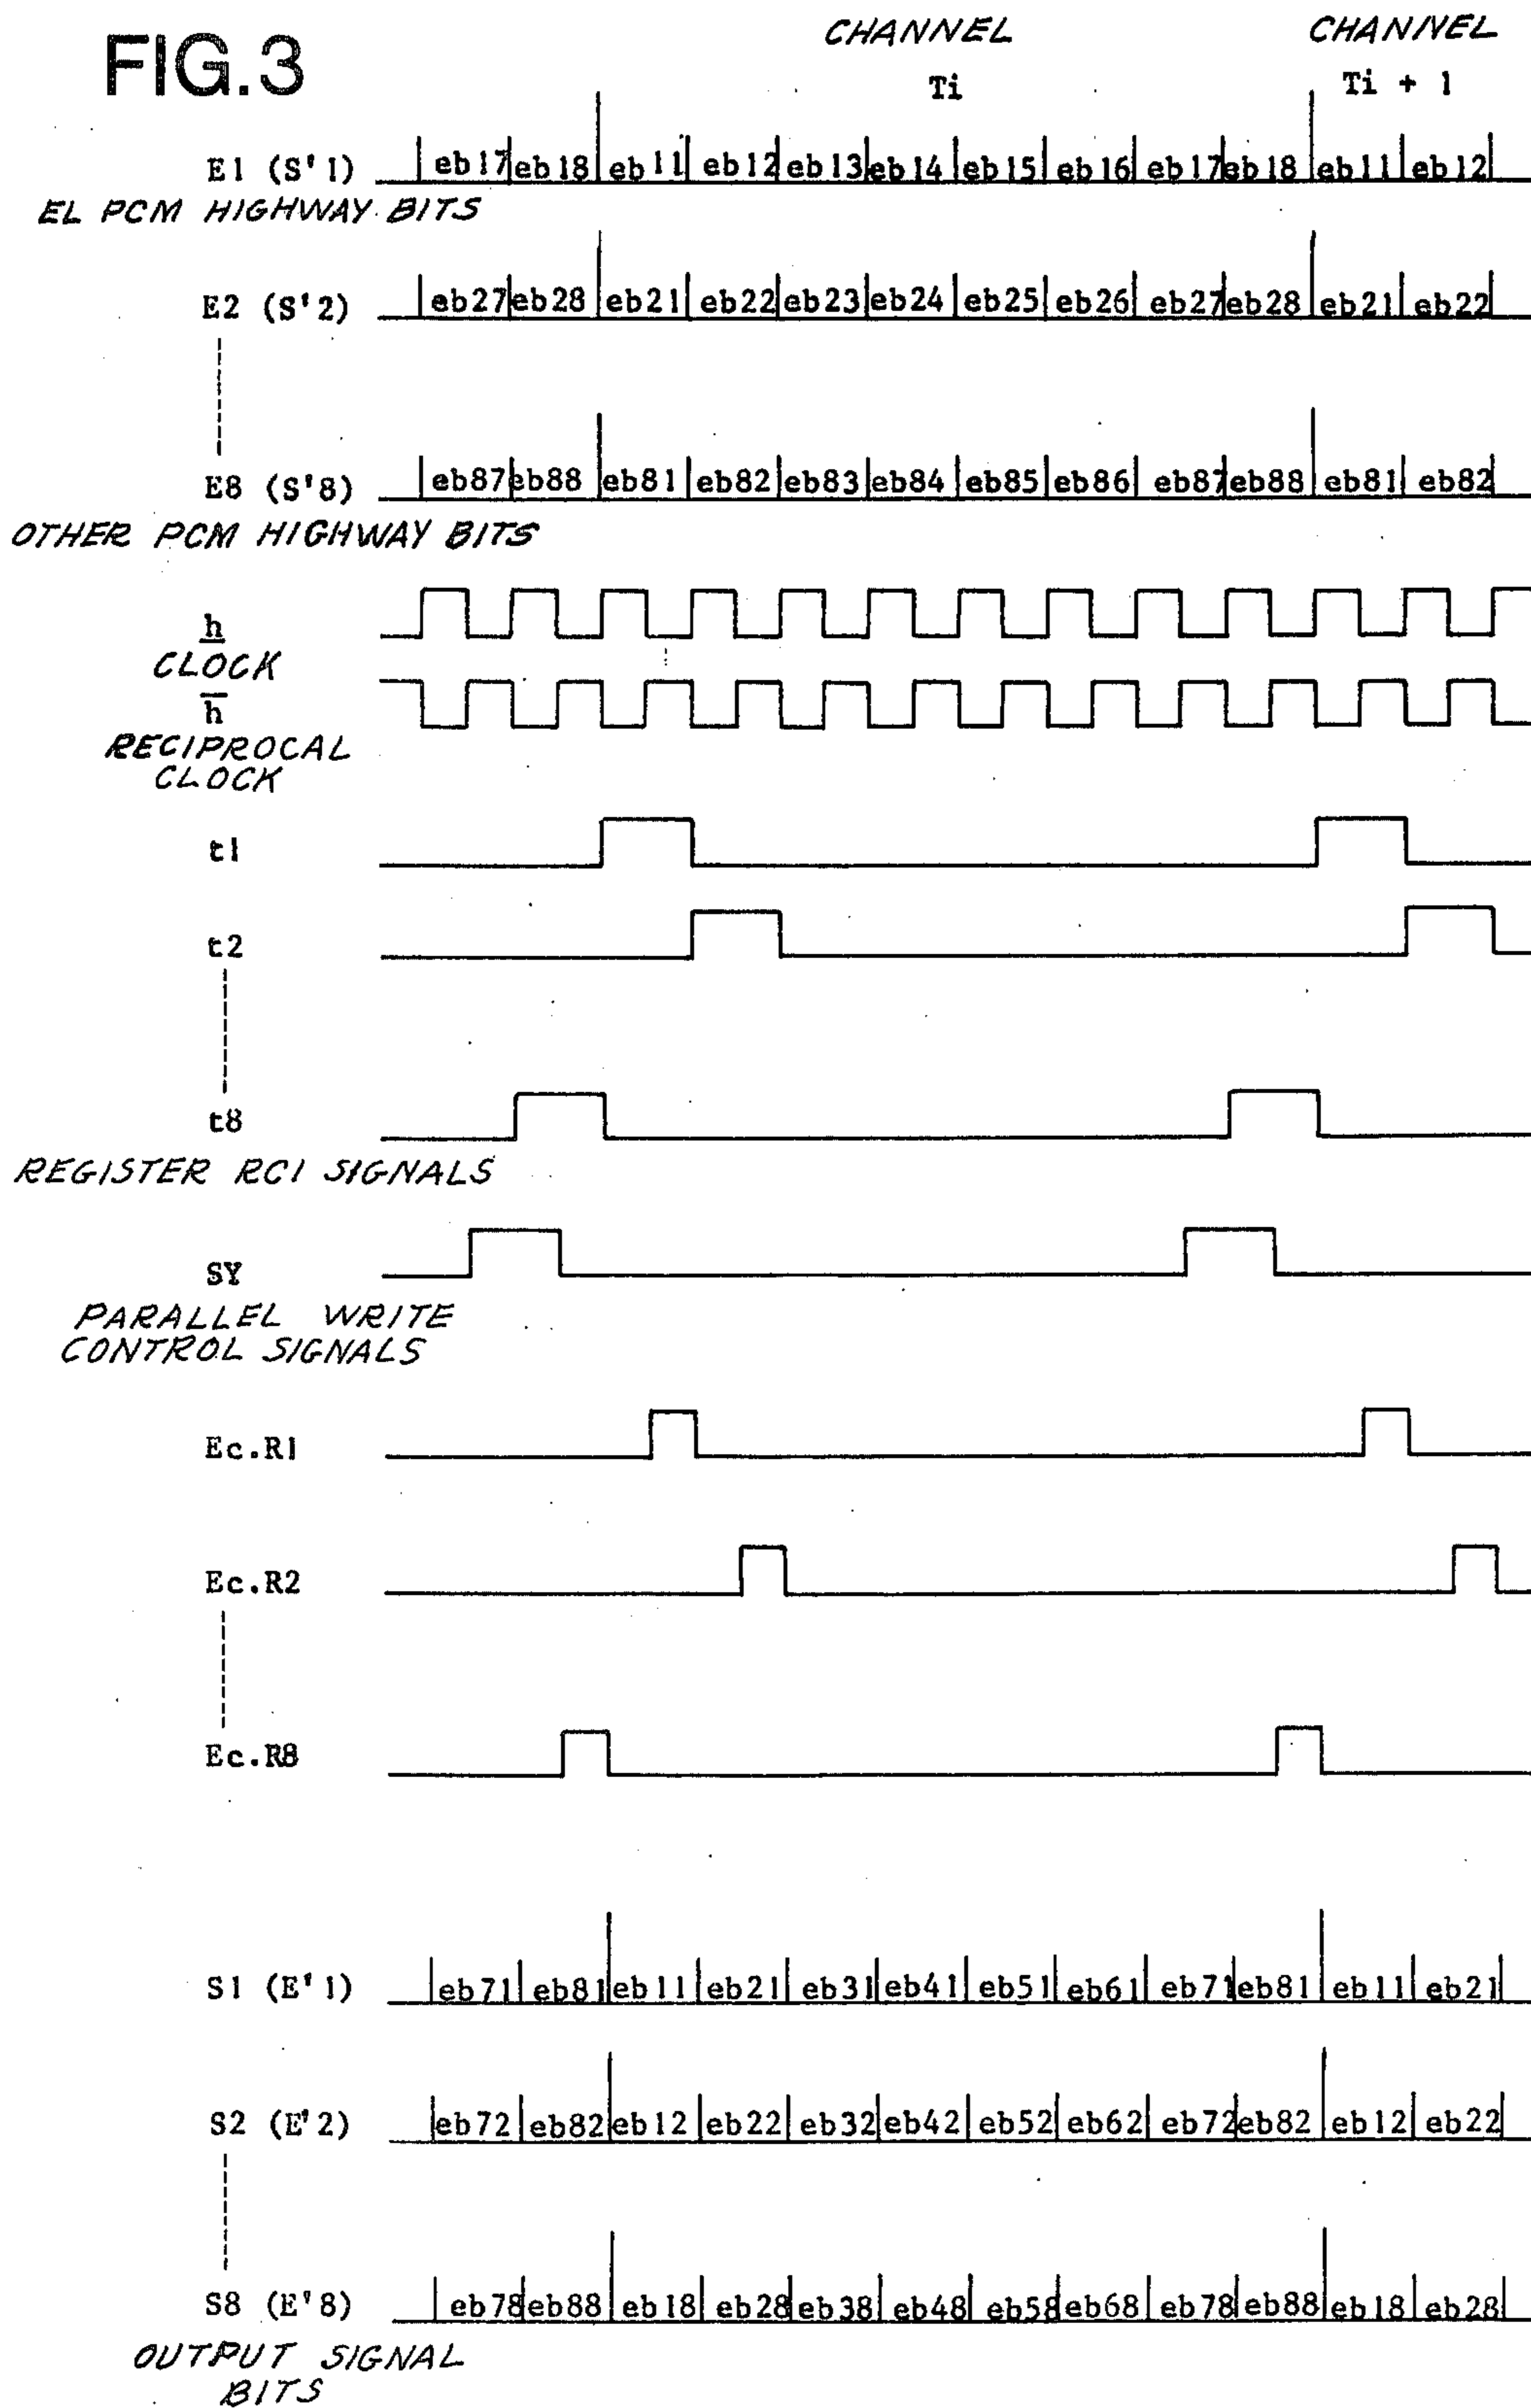 FIG.3
CHANNEL CHANNEL
Ti Ti + 1
E1 (S'1) eb17 eb18 eb11 eb12 eb13 eb14 eb15 eb16 eb17 eb18 eb11 eb12
EL PCM HIGHWAY BITS
E2 (S'2) eb27 eb28 eb21 eb22 eb23 eb24 eb25 eb26 eb27 eb28 eb21 eb22
E8 (S'8) eb87 eb88 eb81 eb82 eb83 eb84 eb85 eb86 eb87 eb88 eb81 eb82
OTHER PCM HIGHWAY BITS
h
CLOCK
h̅
RECIPROCAL
CLOCK
t1
t2
t8
REGISTER RCI SIGNALS
SY
PARALLEL WRITE
CONTROL SIGNALS
Ec.R1
Ec.R2
Ec.R8
S1 (E'1) eb71 eb81 eb11 eb21 eb31 eb41 eb51 eb61 eb71 eb81 eb11 eb21
S2 (E'2) eb72 eb82 eb12 eb22 eb32 eb42 eb52 eb62 eb72 eb82 eb12 eb22
S8 (E'8) eb78 eb88 eb18 eb28 eb38 eb48 eb58 eb68 eb78 eb88 eb18 eb28
OUTPUT SIGNAL
BITS